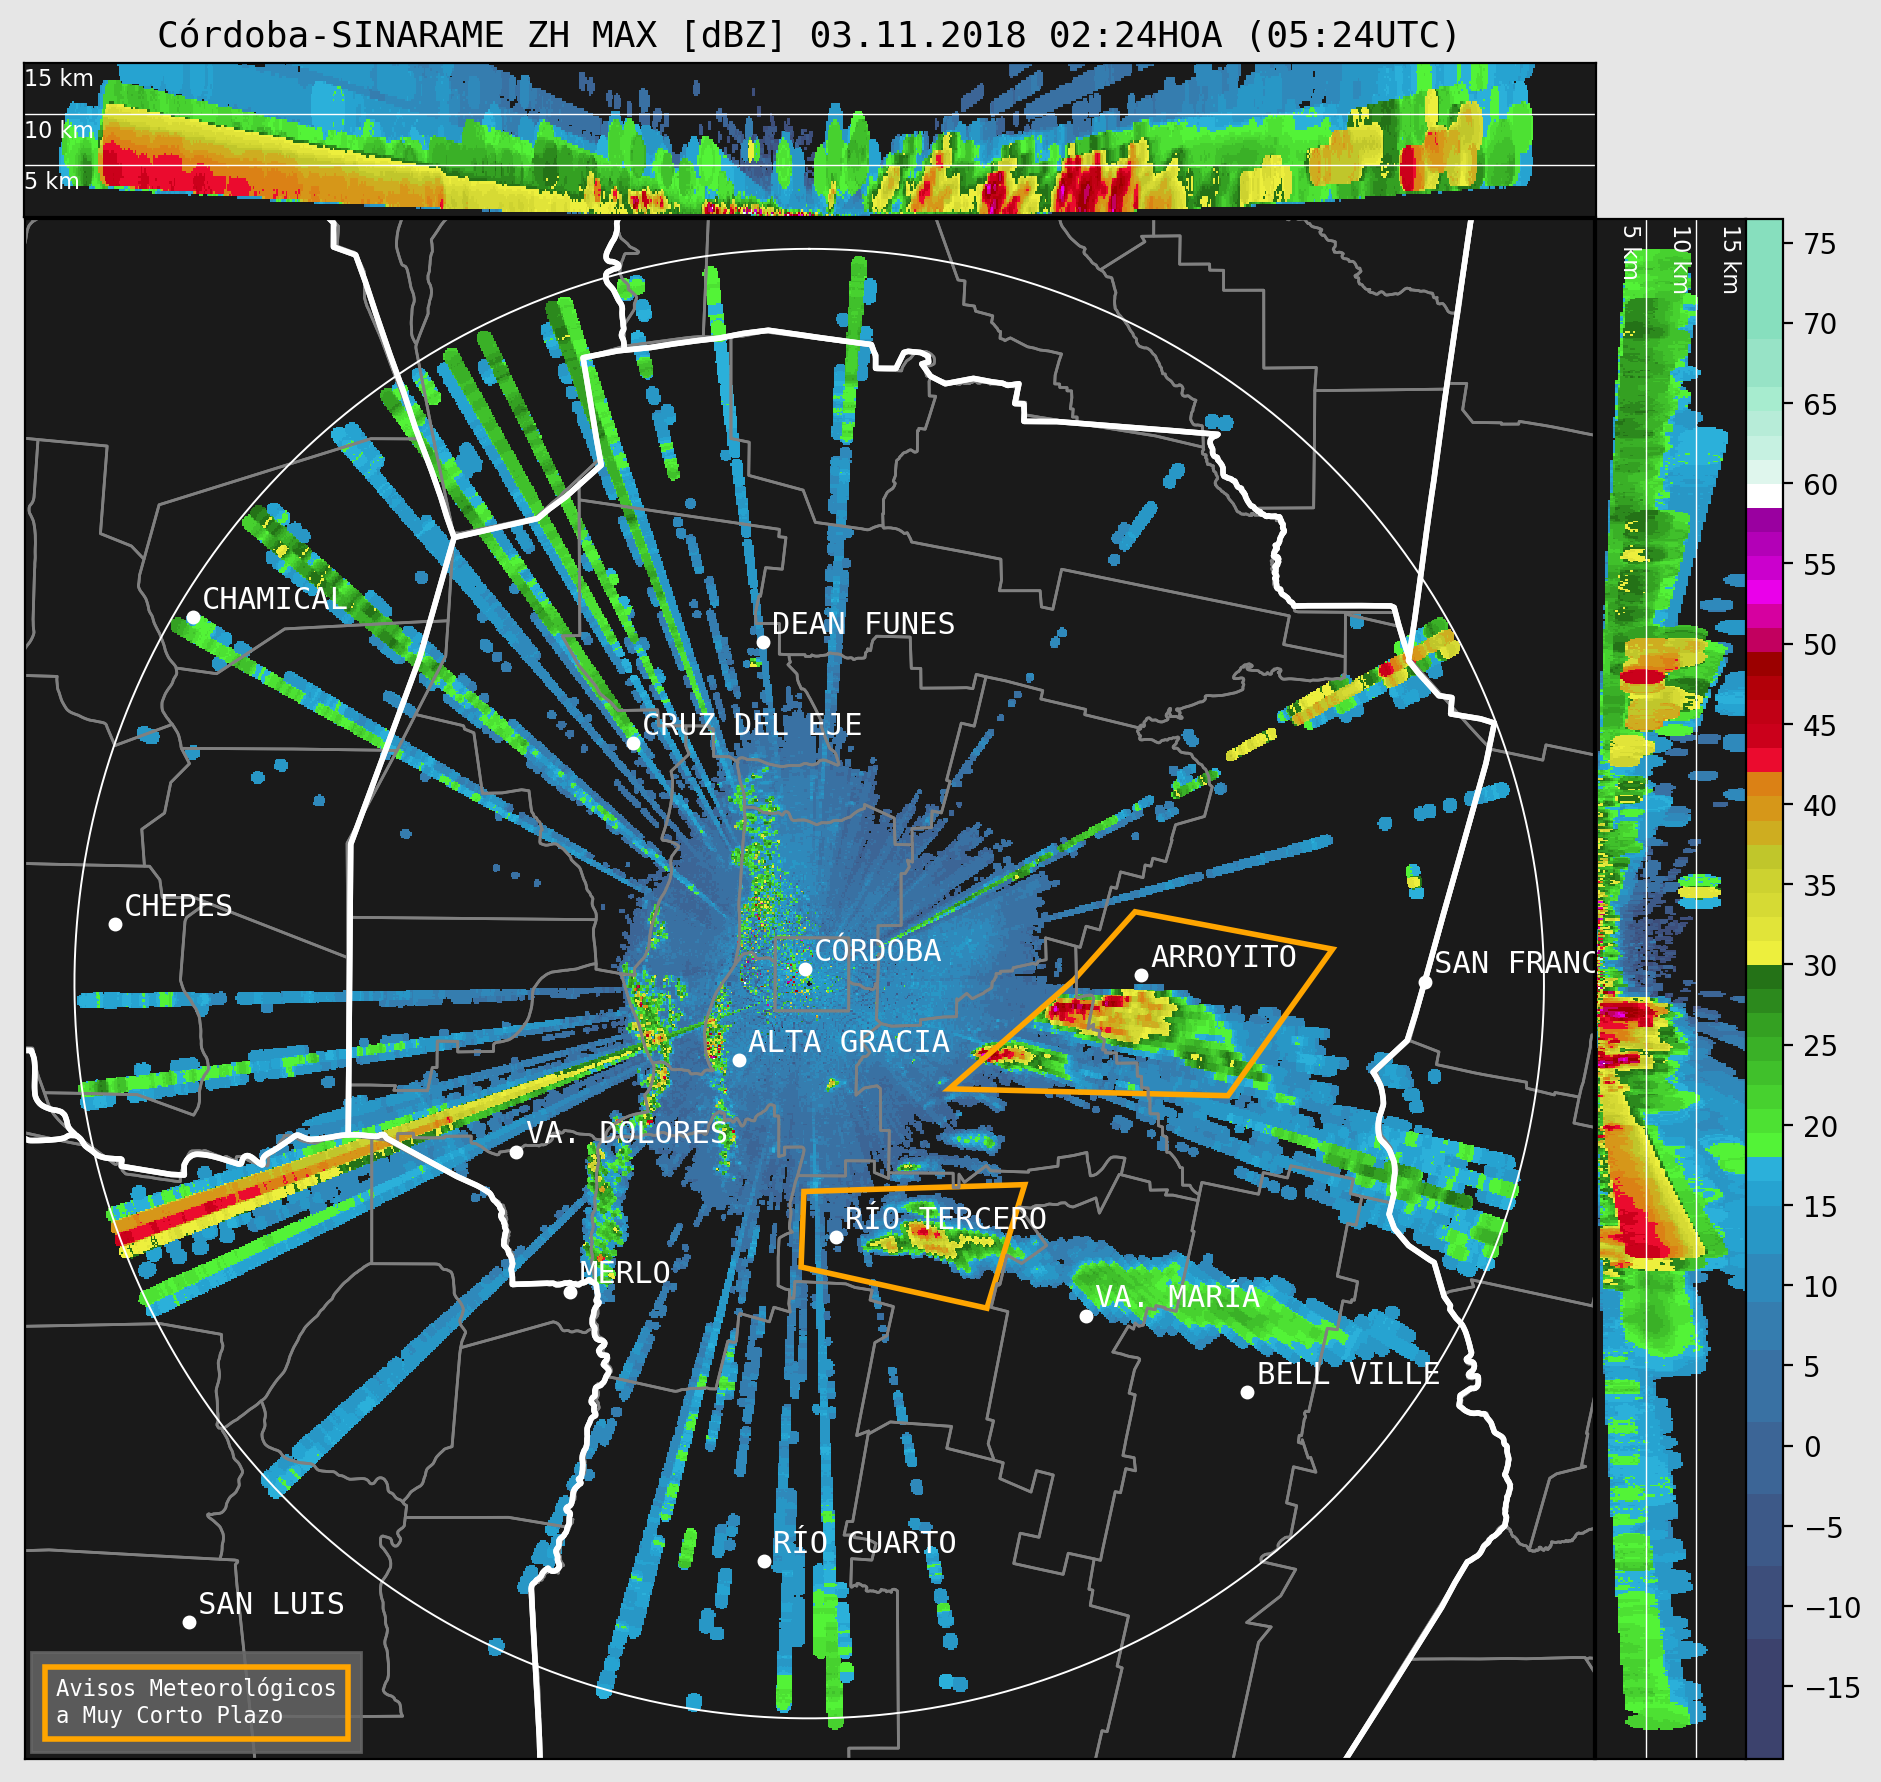 Córdoba-SINARAME ZH MAX [dBZ] 03.11.2018 02:24HOA (05:24UTC)
15 km
10 km
5 km
5 km
10 km
15 km
75
70
65
60
55
50
45
40
35
30
25
20
15
10
5
0
−5
−10
−15
CHAMICAL
DEAN FUNES
CRUZ DEL EJE
CHEPES
CÓRDOBA
ARROYITO
SAN FRANC
ALTA GRACIA
VA. DOLORES
RÍO TERCERO
MERLO
VA. MARÍA
BELL VILLE
RÍO CUARTO
SAN LUIS
Avisos Meteorológicos
a Muy Corto Plazo